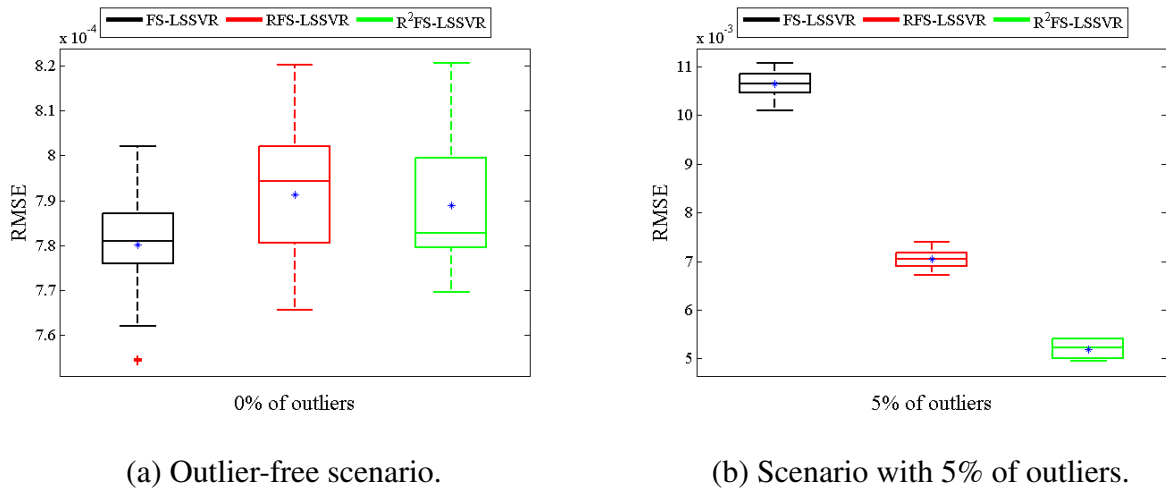 FS-LSSVR RFS-LSSVR R²FS-LSSVR
x 10⁻⁴
8.2
8.1
8
7.9
7.8
7.7
7.6
RMSE
0% of outliers
(a) Outlier-free scenario.
FS-LSSVR RFS-LSSVR R²FS-LSSVR
x 10⁻³
11
10
9
8
7
6
5
RMSE
5% of outliers
(b) Scenario with 5% of outliers.